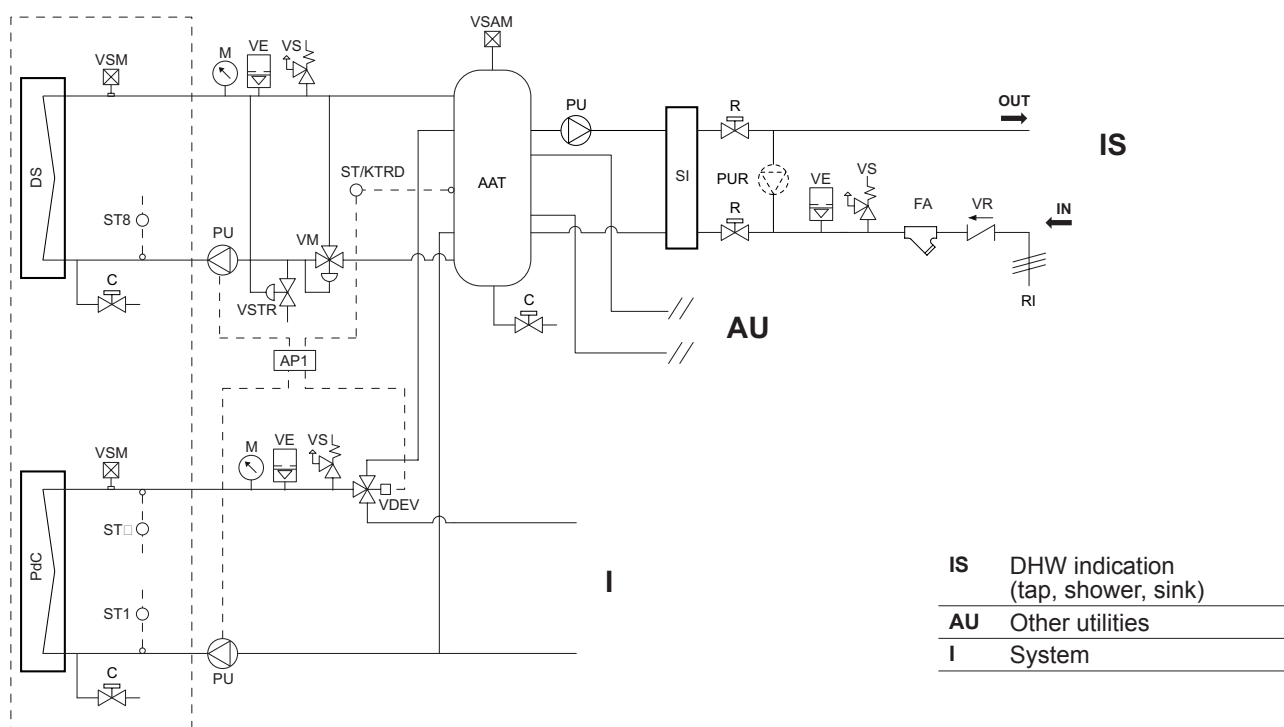 VSAM
VSM
M
VE
VS
PU
R
OUT
IS
DS
ST/KTRD
AAT
SI
PUR
VE
VS
FA
VR
IN
ST8
PU
VM
R
C
VSTR
C
RI
AU
AP1
VSM
M
VE
VS
VDEV
ST□
PdC
I
ST1
C
PU
IS DHW indication
(tap, shower, sink)
AU Other utilities
I System